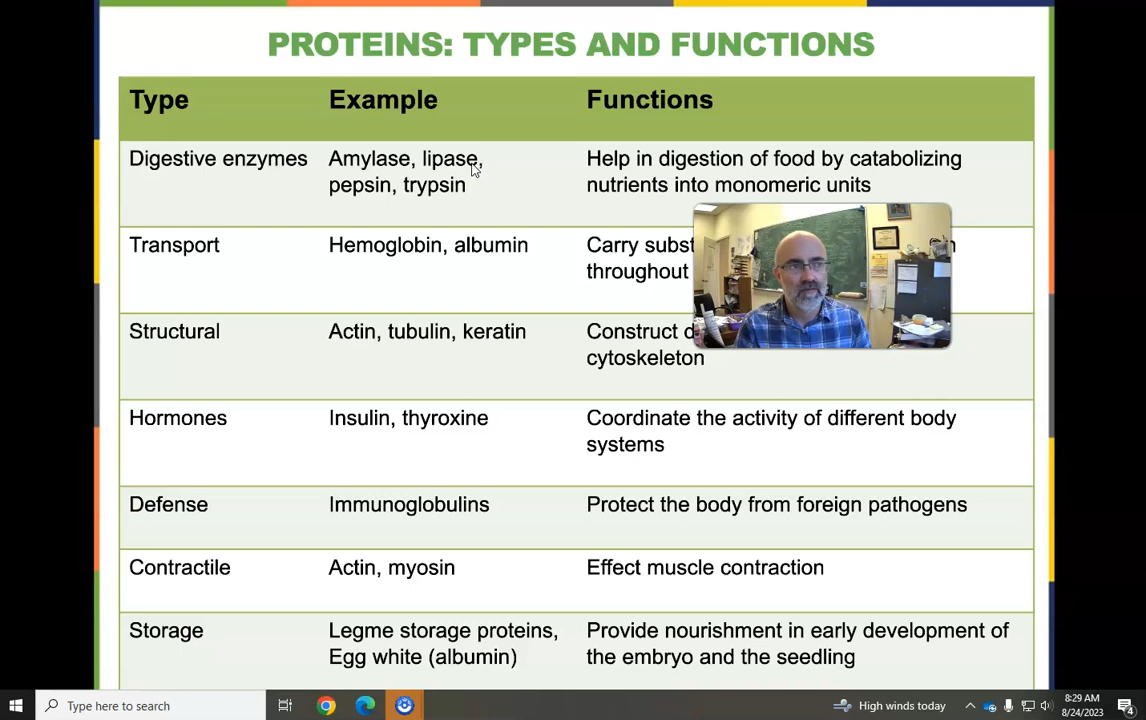 PROTEINS: TYPES AND FUNCTIONS
Type Example Functions
Digestive enzymes Amylase, lipase, Help in digestion of food by catabolizing
pepsin, trypsin nutrients into monomeric units
Transport Hemoglobin, albumin Carry
throughout
Structural Actin, tubulin, keratin Construct
cytoskeleton
Hormones Insulin, thyroxine Coordinate the activity of different body
systems
Defense Immunoglobulins Protect the body from foreign pathogens
Contractile Actin, myosin Effect muscle contraction
Storage Legme storage proteins, Provide nourishment in early development of
Egg white (albumin) the embryo and the seedling
Type here to search
High winds today
8:29 AM
8/24/2023
4